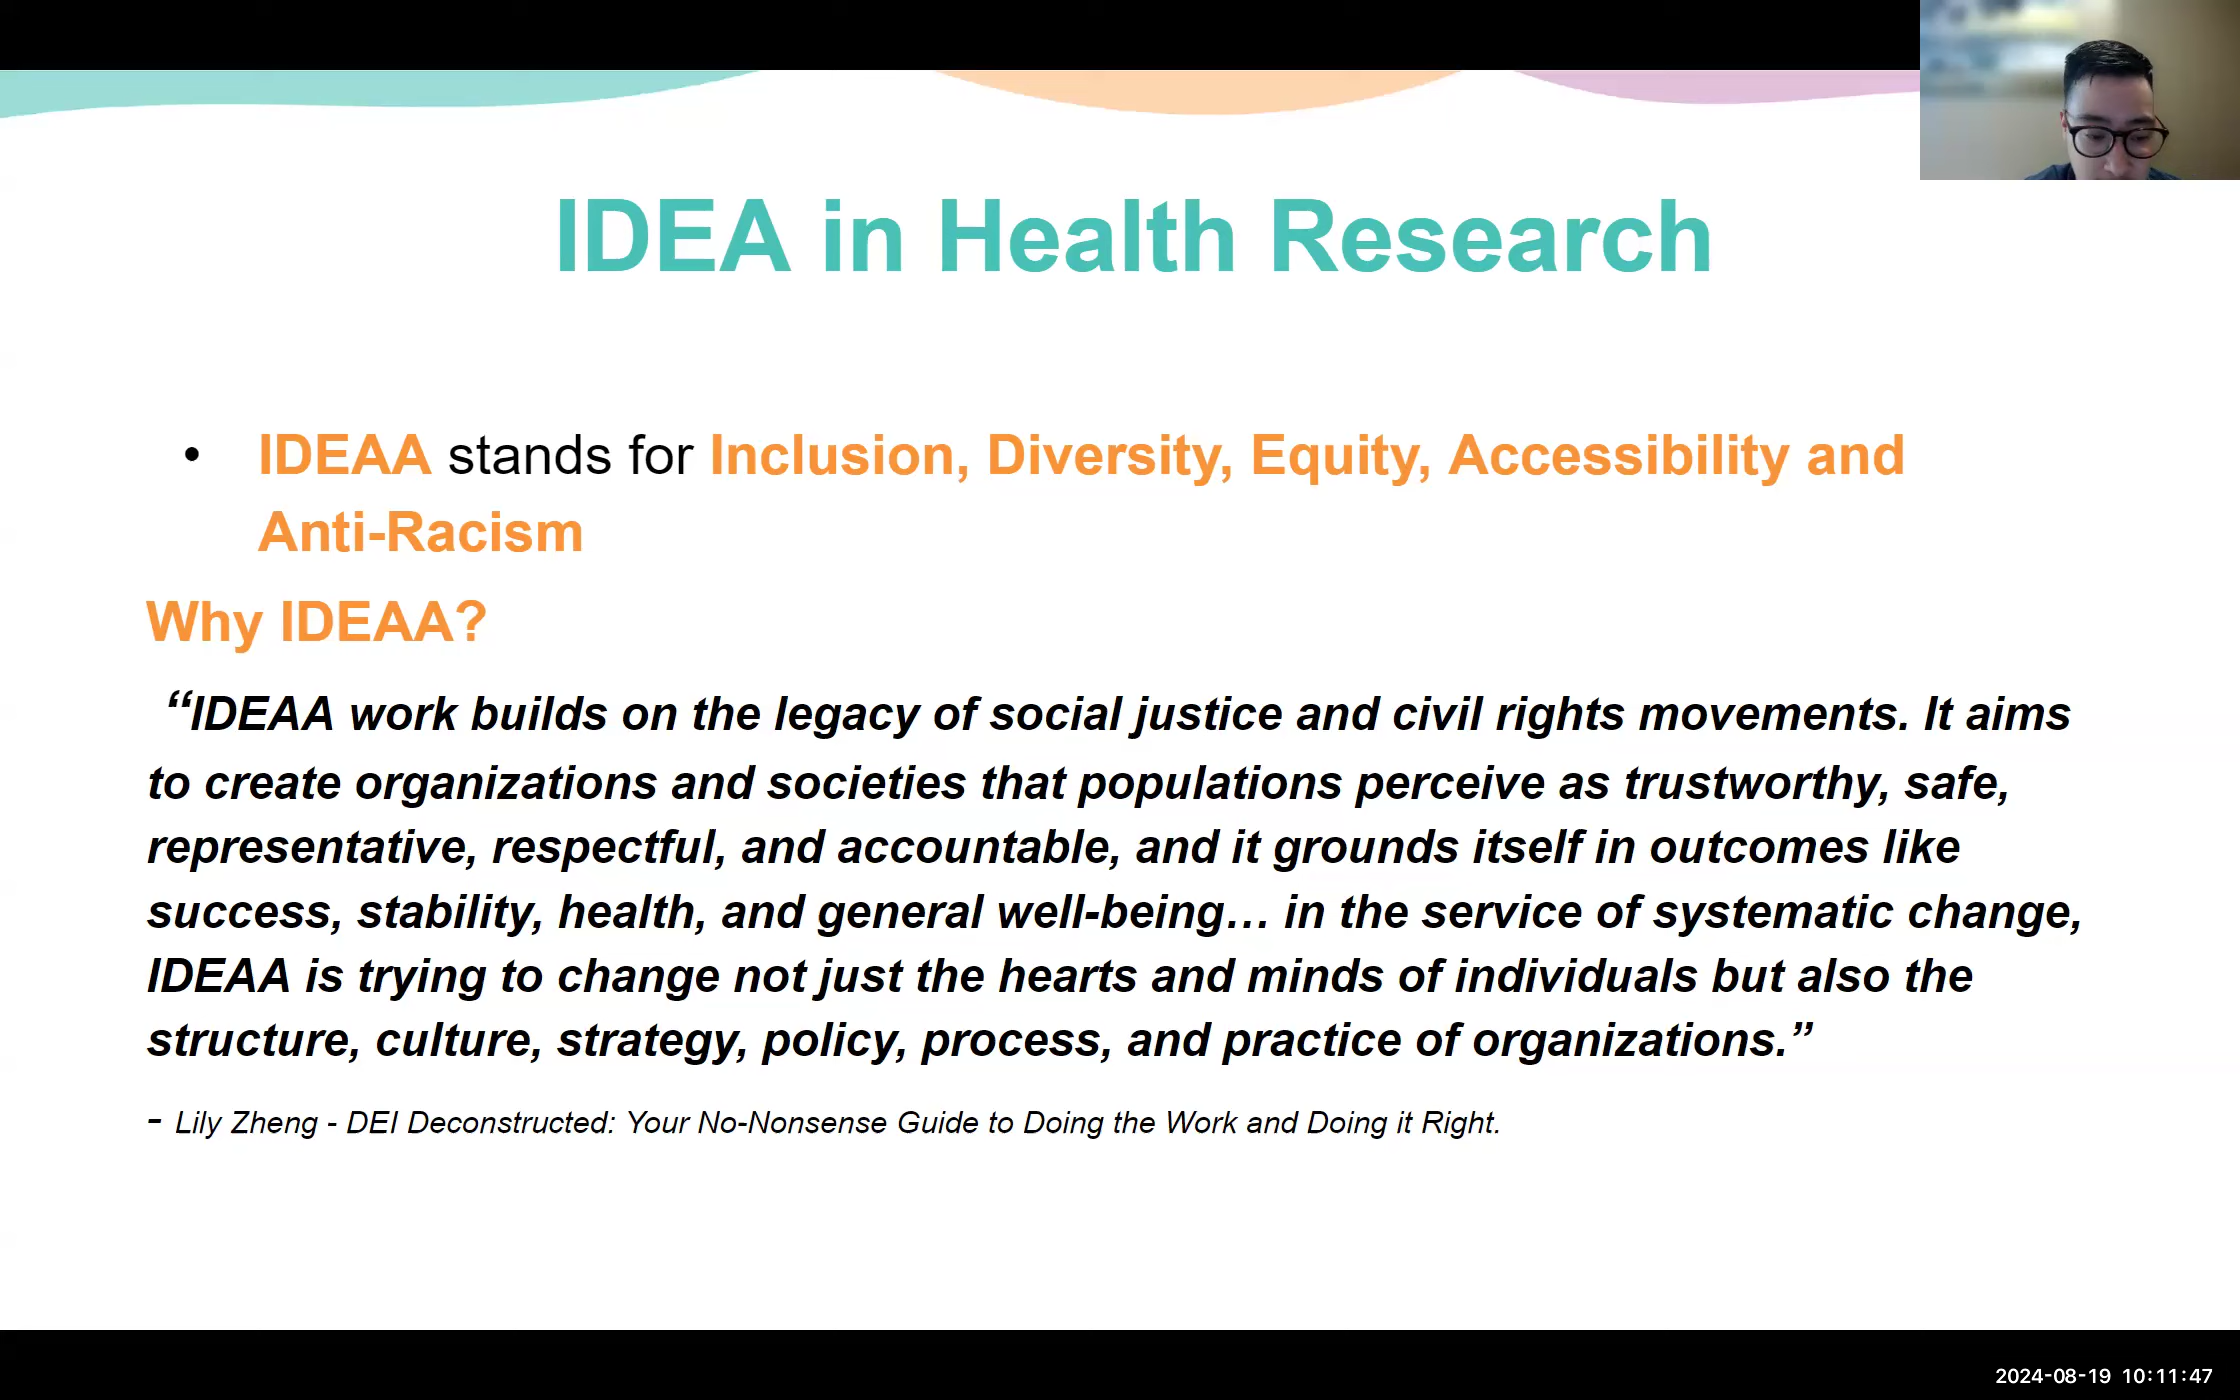 IDEA in Health Research
• IDEAA stands for Inclusion, Diversity, Equity, Accessibility and
Anti-Racism
Why IDEAA?
“IDEAA work builds on the legacy of social justice and civil rights movements. It aims
to create organizations and societies that populations perceive as trustworthy, safe,
representative, respectful, and accountable, and it grounds itself in outcomes like
success, stability, health, and general well-being… in the service of systematic change,
IDEAA is trying to change not just the hearts and minds of individuals but also the
structure, culture, strategy, policy, process, and practice of organizations.”
- Lily Zheng - DEI Deconstructed: Your No-Nonsense Guide to Doing the Work and Doing it Right.
2024-08-19 10:11:47